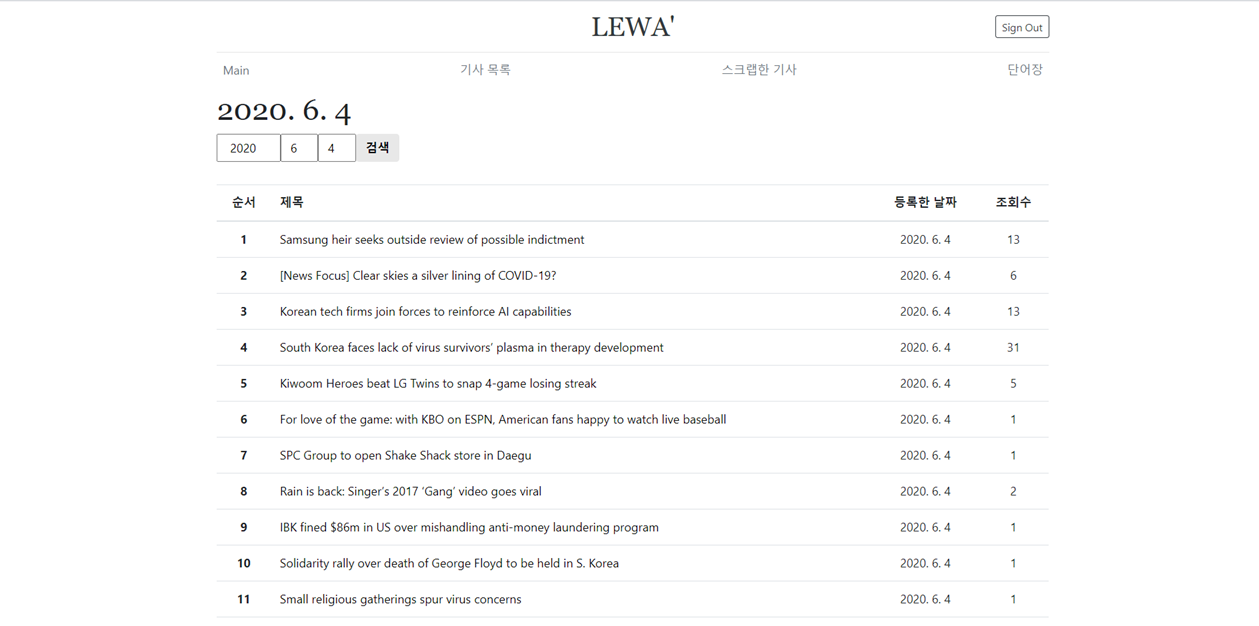 LEWA'
Sign Out
Main 기사 목록 스크랩한 기사 단어장
2020. 6. 4
2020 6 4 검색
순서 제목 등록한 날짜 조회수
1 Samsung heir seeks outside review of possible indictment 2020. 6. 4 13
2 [News Focus] Clear skies a silver lining of COVID-19? 2020. 6. 4 6
3 Korean tech firms join forces to reinforce AI capabilities 2020. 6. 4 13
4 South Korea faces lack of virus survivors’ plasma in therapy development 2020. 6. 4 31
5 Kiwoom Heroes beat LG Twins to snap 4-game losing streak 2020. 6. 4 5
6 For love of the game: with KBO on ESPN, American fans happy to watch live baseball 2020. 6. 4 1
7 SPC Group to open Shake Shack store in Daegu 2020. 6. 4 1
8 Rain is back: Singer’s 2017 ‘Gang’ video goes viral 2020. 6. 4 2
9 IBK fined $86m in US over mishandling anti-money laundering program 2020. 6. 4 1
10 Solidarity rally over death of George Floyd to be held in S. Korea 2020. 6. 4 1
11 Small religious gatherings spur virus concerns 2020. 6. 4 1